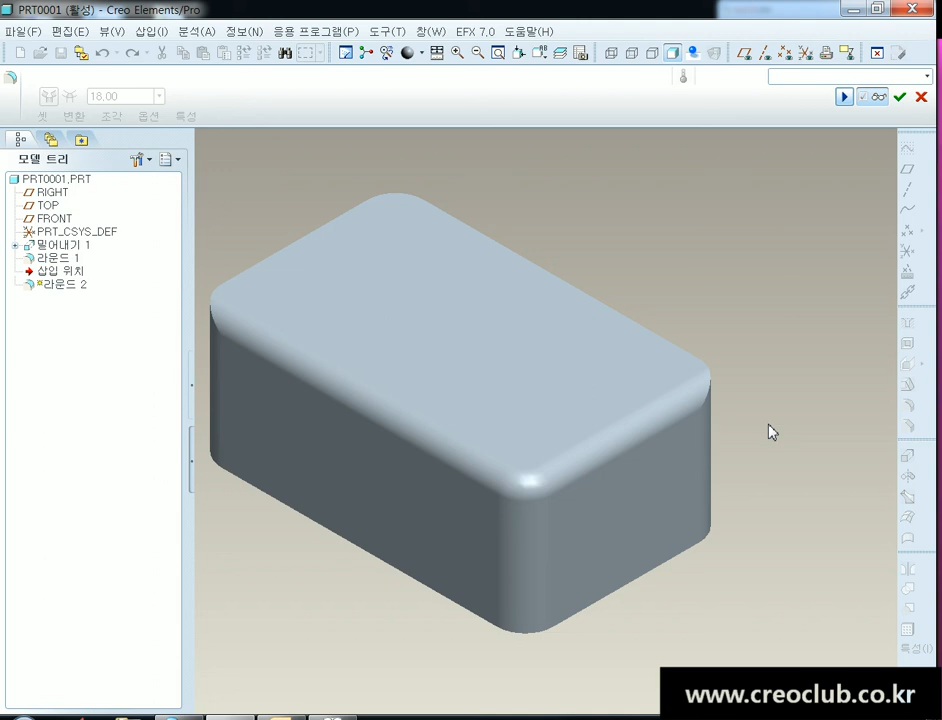 PRT0001 (활성) - Creo Elements/Pro
파일(F) 편집(E) 뷰(V) 삽입(I) 분석(A) 정보(N) 응용 프로그램(P) 도구(T) 창(W) EFX 7.0 도움말(H)
18,00
셋 변환 조각 옵션 특성
모델 트리
PRT0001,PRT
RIGHT
TOP
FRONT
PRT_CSYS_DEF
밀어내기 1
라운드 1
삽입 위치
라운드 2
특성(I)
www.creoclub.co.kr